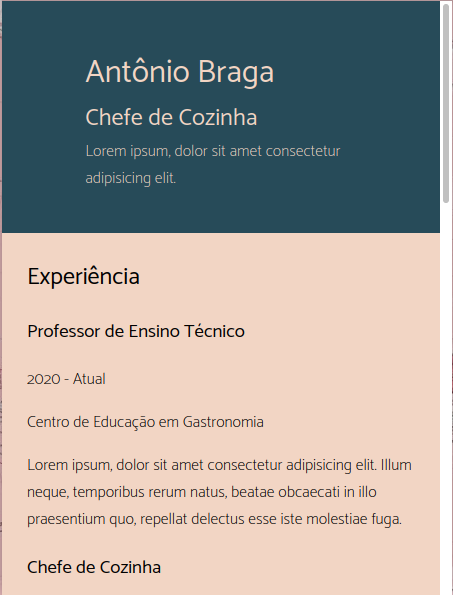 Antônio Braga
Chefe de Cozinha
Lorem ipsum, dolor sit amet consectetur
adipisicing elit.
Experiência
Professor de Ensino Técnico
2020 - Atual
Centro de Educação em Gastronomia
Lorem ipsum, dolor sit amet consectetur adipisicing elit. Illum
neque, temporibus rerum natus, beatae obcaecati in illo
praesentium quo, repellat delectus esse iste molestiae fuga.
Chefe de Cozinha